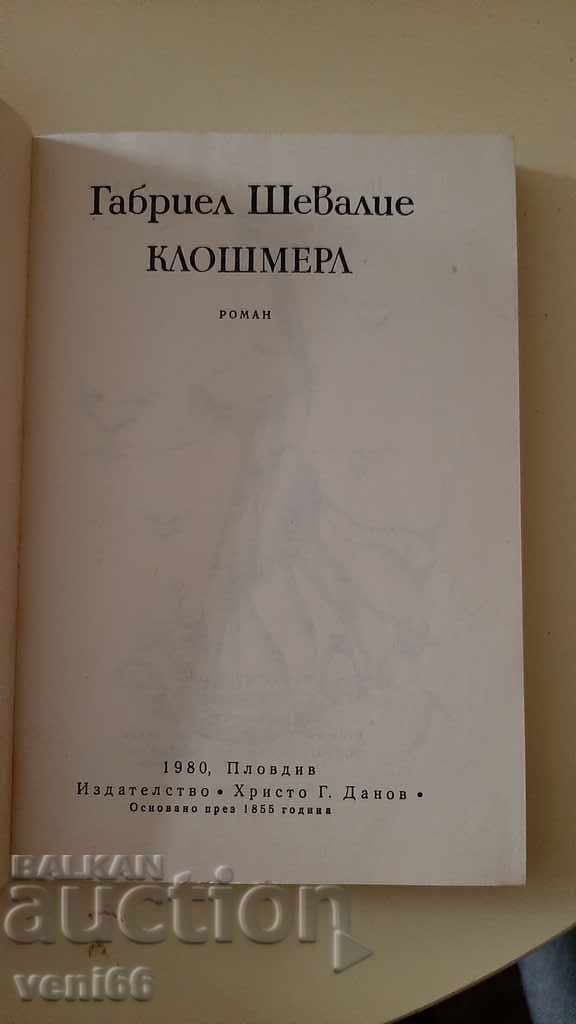 Габриел Шевалие
КЛОШМЕРЛ
РОМАН
1980, Пловдив
Издателство • Христо Г. Данов •
Основано през 1855 година
BALKAN
auction
veni66